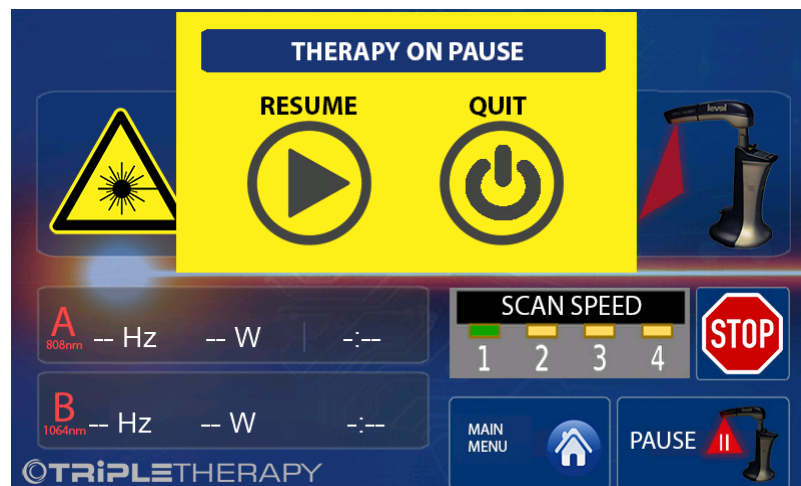 THERAPY ON PAUSE
RESUME QUIT
level
A 808nm -- Hz -- W -:--
SCAN SPEED
1 2 3 4
STOP
B 1064nm -- Hz -- W -:--
MAIN
MENU
PAUSE
©TRiPLETHERAPY